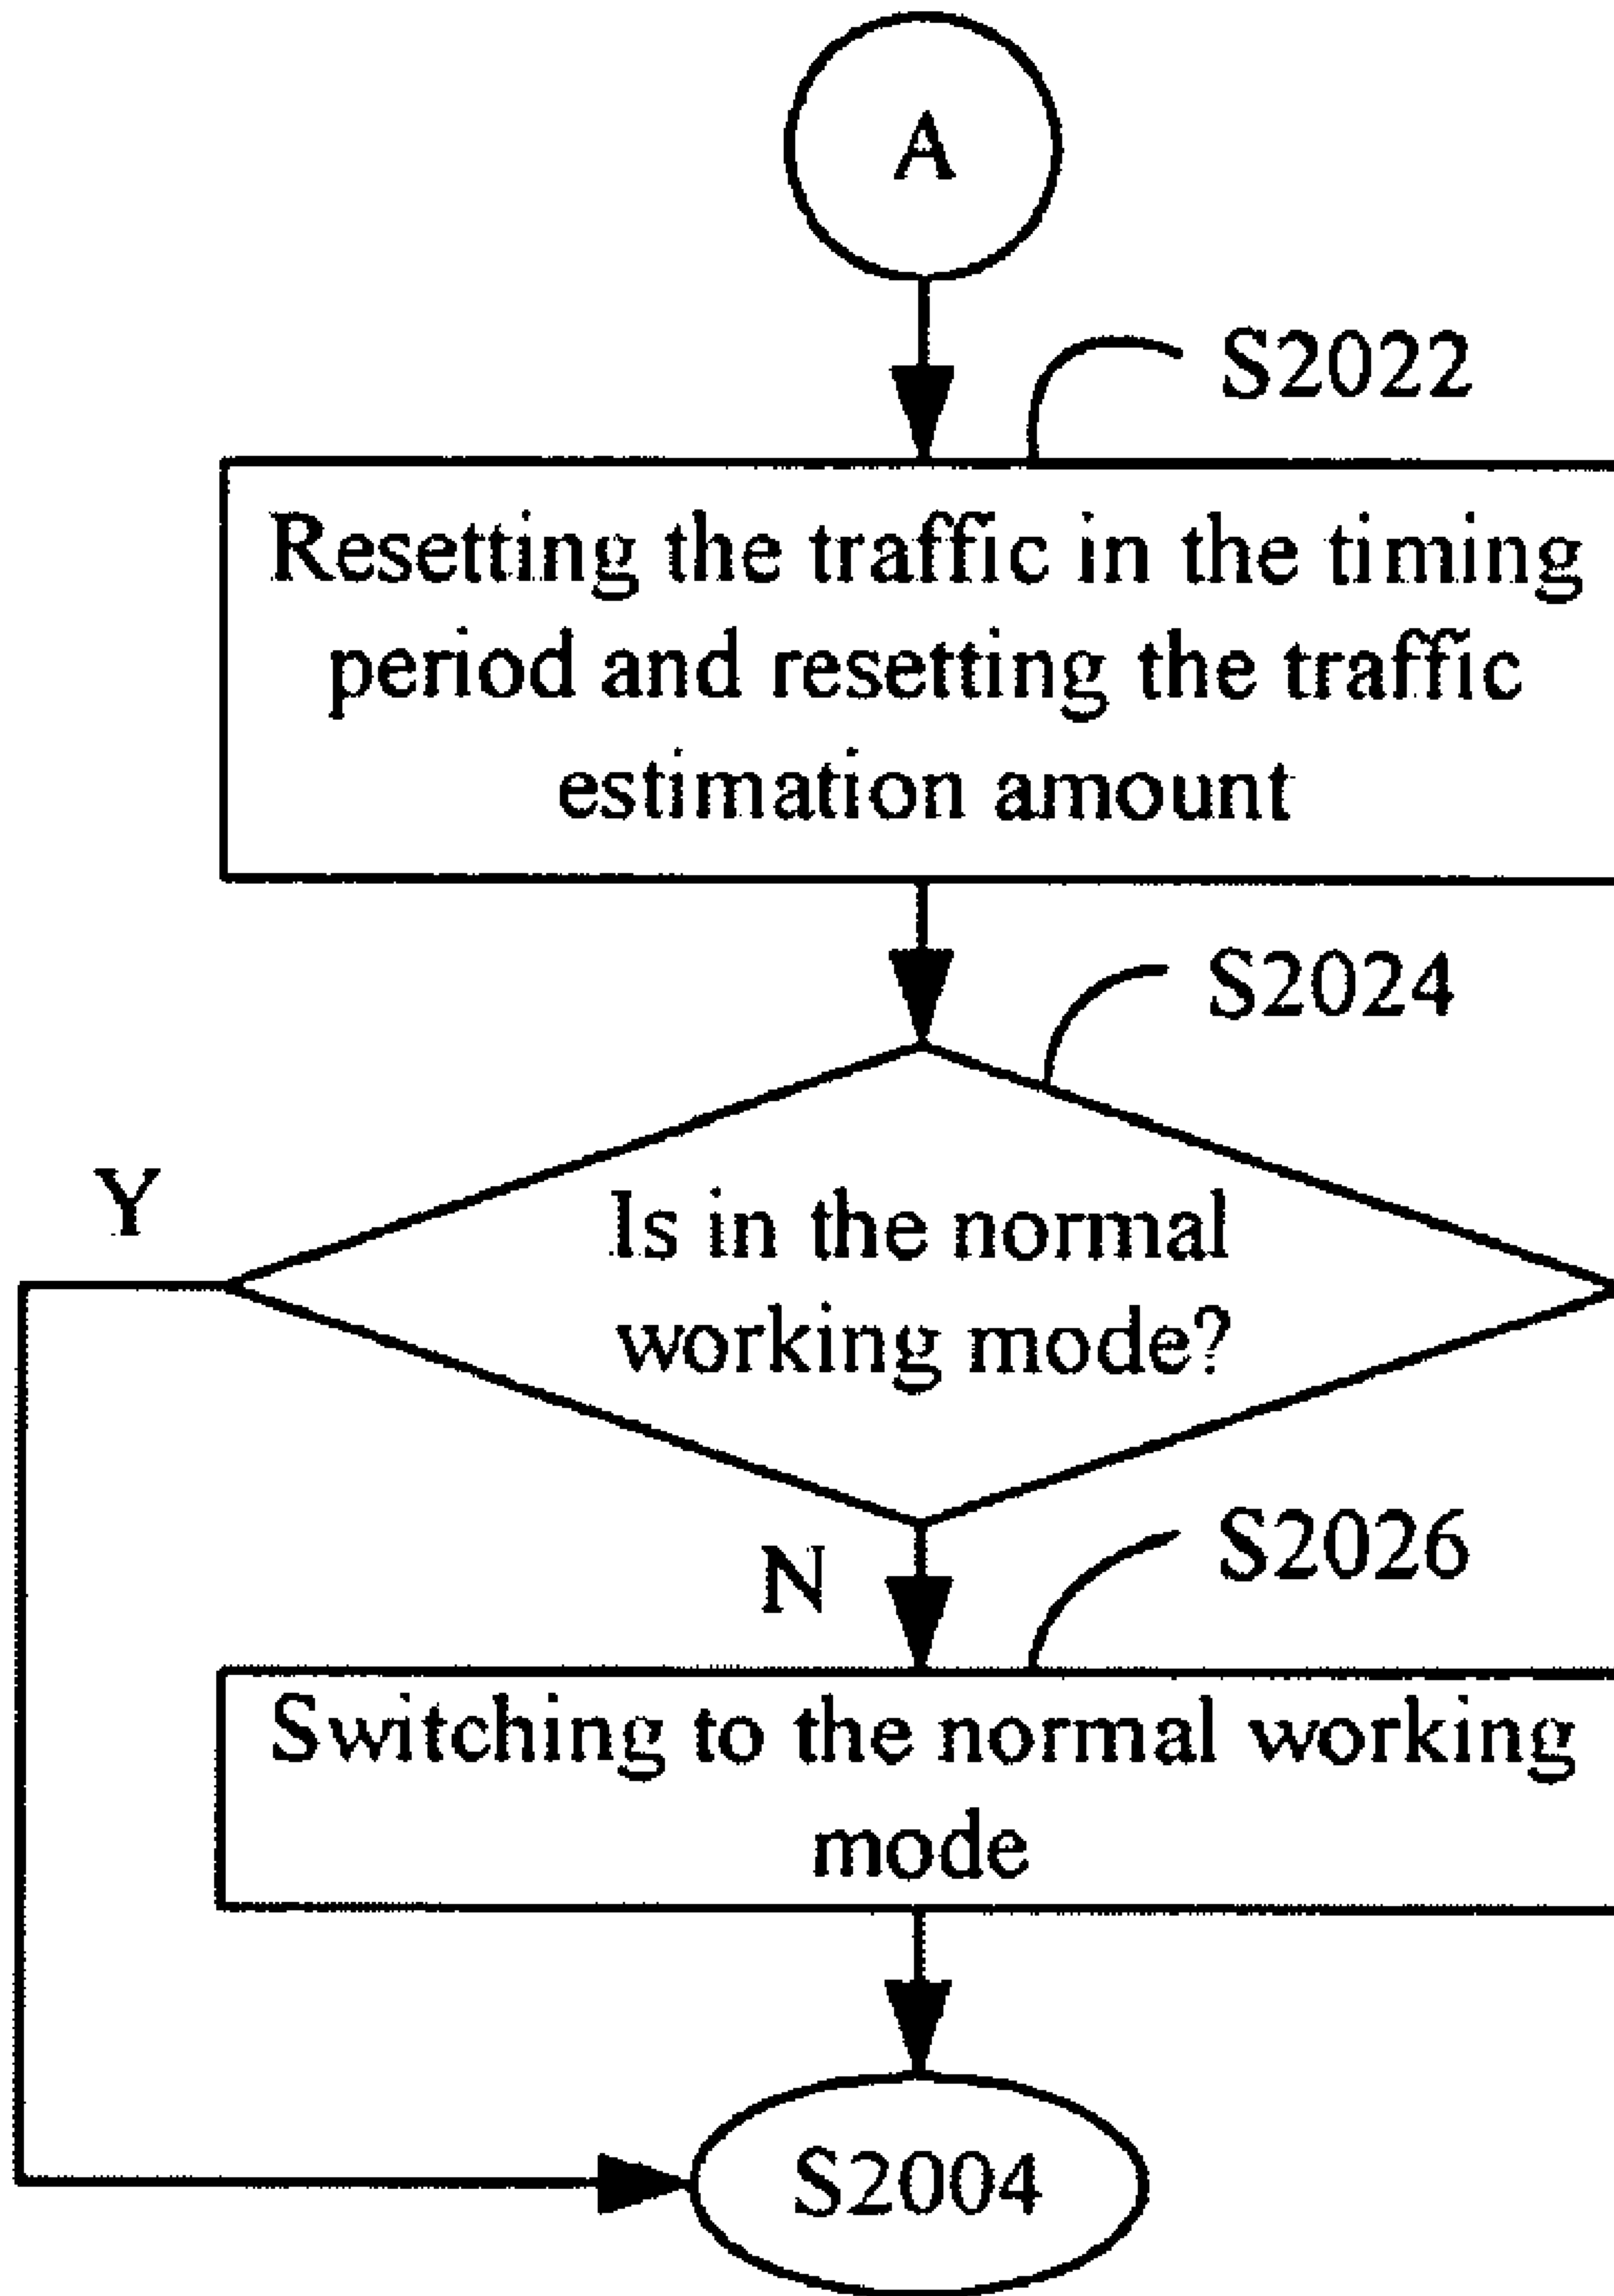 A
S2022
Resetting the traffic in the timing
period and resetting the traffic
estimation amount
S2024
Y
Is in the normal
working mode?
N
S2026
Switching to the normal working
mode
S2004